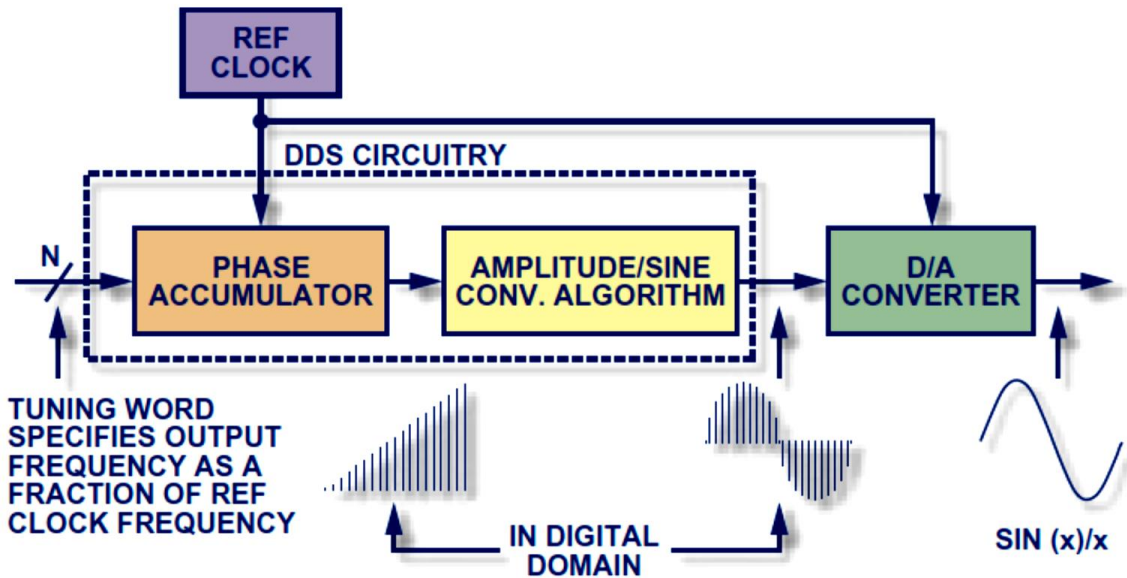 REF
CLOCK
DDS CIRCUITRY
N
PHASE
ACCUMULATOR
AMPLITUDE/SINE
CONV. ALGORITHM
D/A
CONVERTER
TUNING WORD
SPECIFIES OUTPUT
FREQUENCY AS A
FRACTION OF REF
CLOCK FREQUENCY
IN DIGITAL
DOMAIN
SIN (x)/x